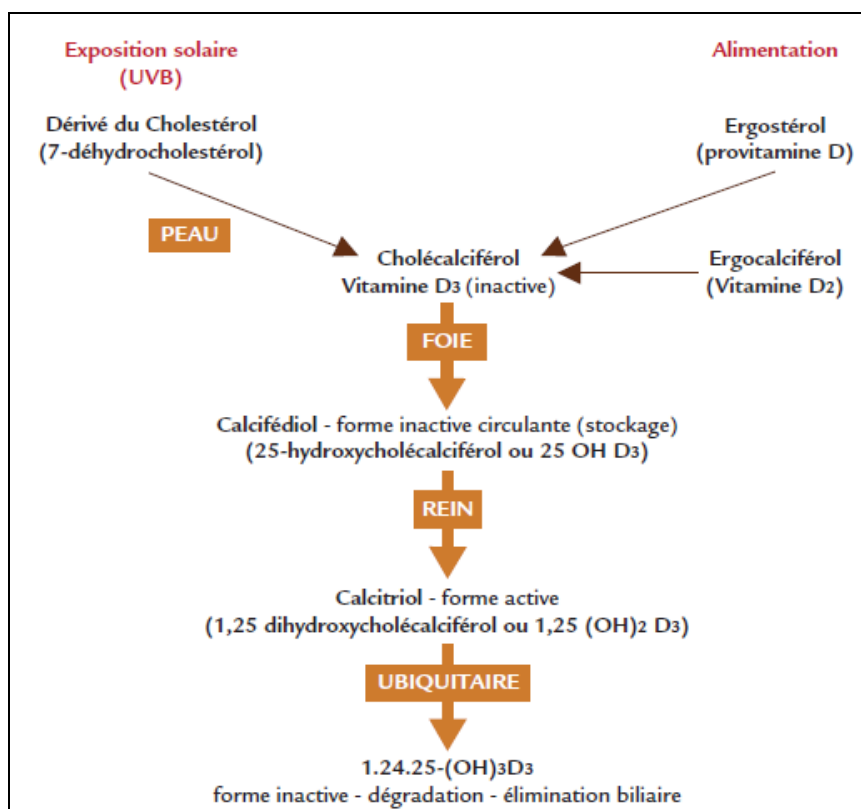 Exposition solaire
(UVB)
Alimentation
Dérivé du Cholestérol
(7-déhydrocholestérol)
Ergostérol
(provitamine D)
PEAU
Cholécalciférol
Vitamine D3 (inactive)
Ergocalciférol
(Vitamine D2)
FOIE
Calcifédiol - forme inactive circulante (stockage)
(25-hydroxycholécalciférol ou 25 OH D3)
REIN
Calcitriol - forme active
(1,25 dihydroxycholécalciférol ou 1,25 (OH)2 D3)
UBIQUITAIRE
1.24.25-(OH)3D3
forme inactive - dégradation - élimination biliaire